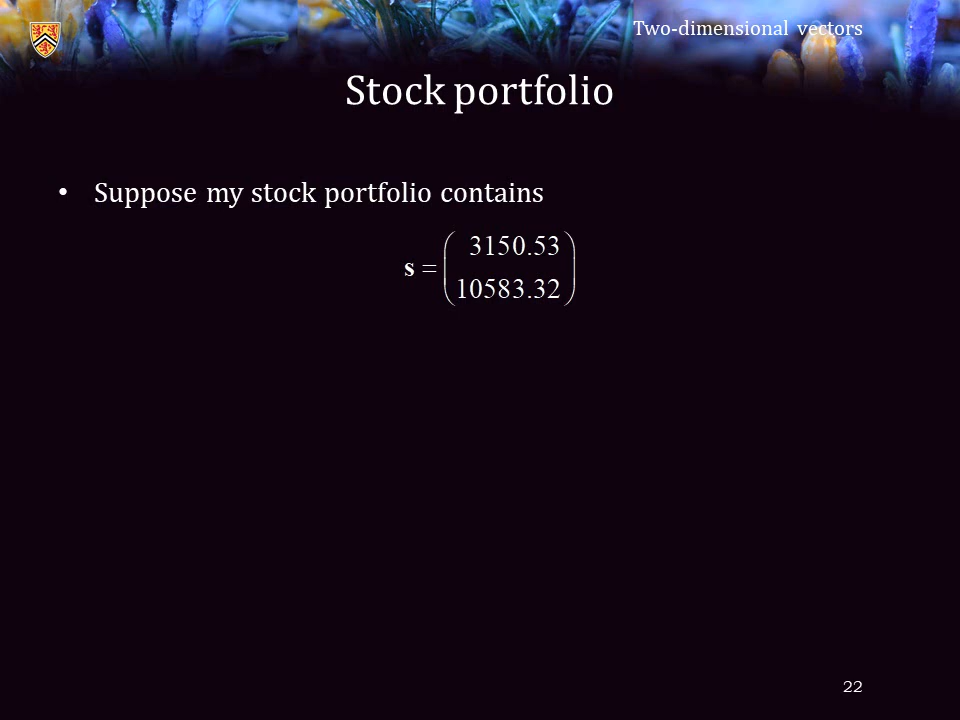 Two-dimensional vectors
Stock portfolio
• Suppose my stock portfolio contains
s = ( 3150.53
10583.32 )
22